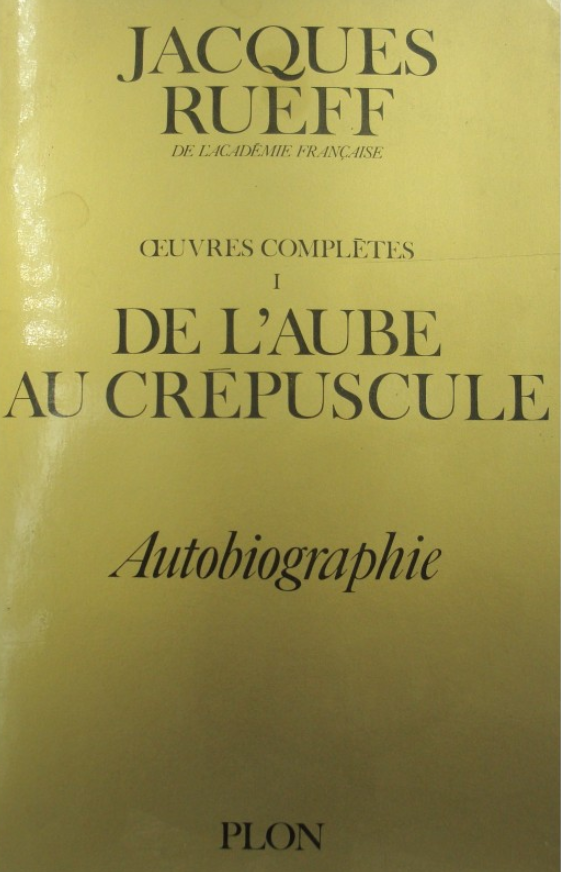 JACQUES
RUEFF
DE L'ACADÉMIE FRANÇAISE
ŒUVRES COMPLÈTES
I
DE L'AUBE
AU CRÉPUSCULE
Autobiographie
PLON